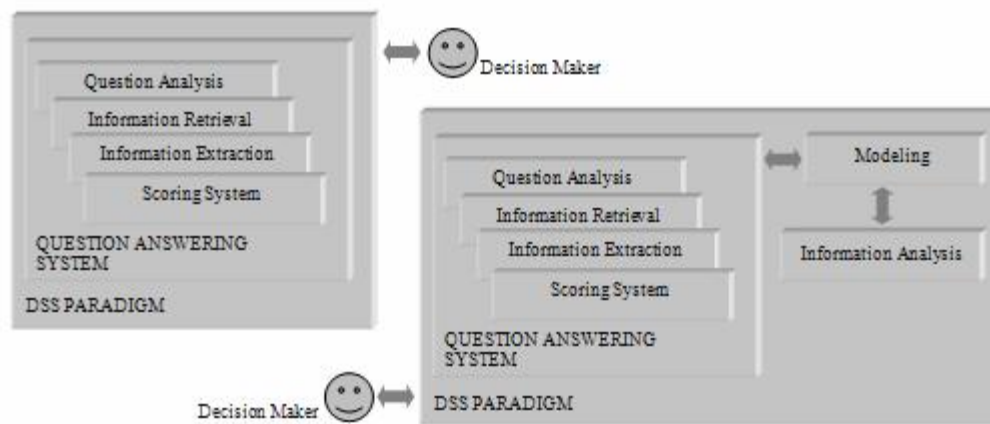 Question Analysis
Information Retrieval
Information Extraction
Scoring System
QUESTION ANSWERING
SYSTEM
DSS PARADIGM
Decision Maker
Question Analysis
Information Retrieval
Information Extraction
Scoring System
QUESTION ANSWERING
SYSTEM
Modeling
Information Analysis
DSS PARADIGM
Decision Maker